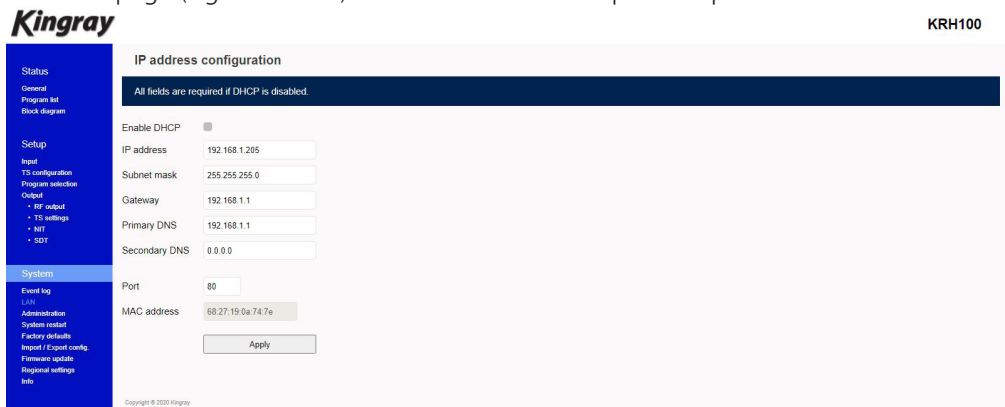 Kingray
KRH100
Status
General
Program list
Block diagram
Setup
Input
TS configuration
Program selection
Output
• RF output
• TS settings
• NIT
• SDT
System
Event log
LAN
Administration
System restart
Factory defaults
Import / Export config.
Firmware update
Regional settings
Info
IP address configuration
All fields are required if DHCP is disabled.
Enable DHCP
IP address 192.168.1.205
Subnet mask 255.255.255.0
Gateway 192.168.1.1
Primary DNS 192.168.1.1
Secondary DNS 0.0.0.0
Port 80
MAC address 68:27:19:0a:74:7e
Apply
Copyright © 2020 Kingray